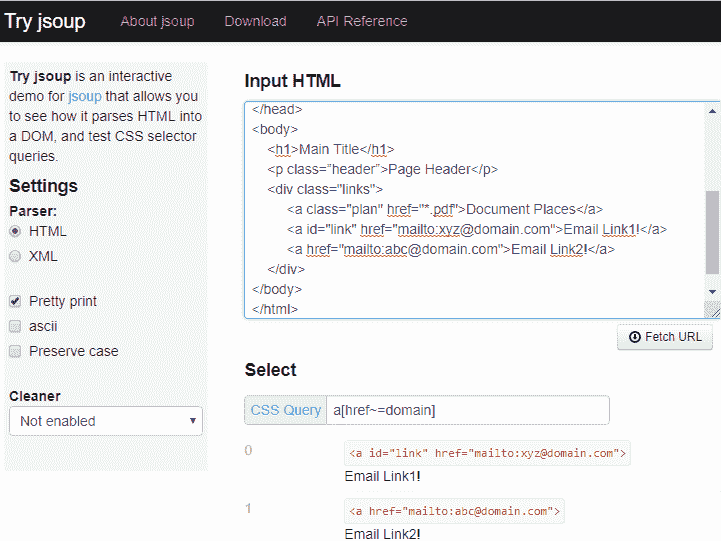 Try jsoup About jsoup Download API Reference
Try jsoup is an interactive
demo for jsoup that allows you
to see how it parses HTML into
a DOM, and test CSS selector
queries.
Settings
Parser:
HTML
XML
Pretty print
ascii
Preserve case
Cleaner
Not enabled
Input HTML
</head>
<body>
<h1>Main Title</h1>
<p class=”header”>Page Header</p>
<div class="links">
<a class="plan" href="*.pdf">Document Places</a>
<a id="link" href="mailto:xyz@domain.com">Email Link1!</a>
<a href="mailto:abc@domain.com">Email Link2!</a>
</div>
</body>
</html>
Fetch URL
Select
CSS Query a[href~=domain]
0 <a id="link" href="mailto:xyz@domain.com">
Email Link1!
1 <a href="mailto:abc@domain.com">
Email Link2!